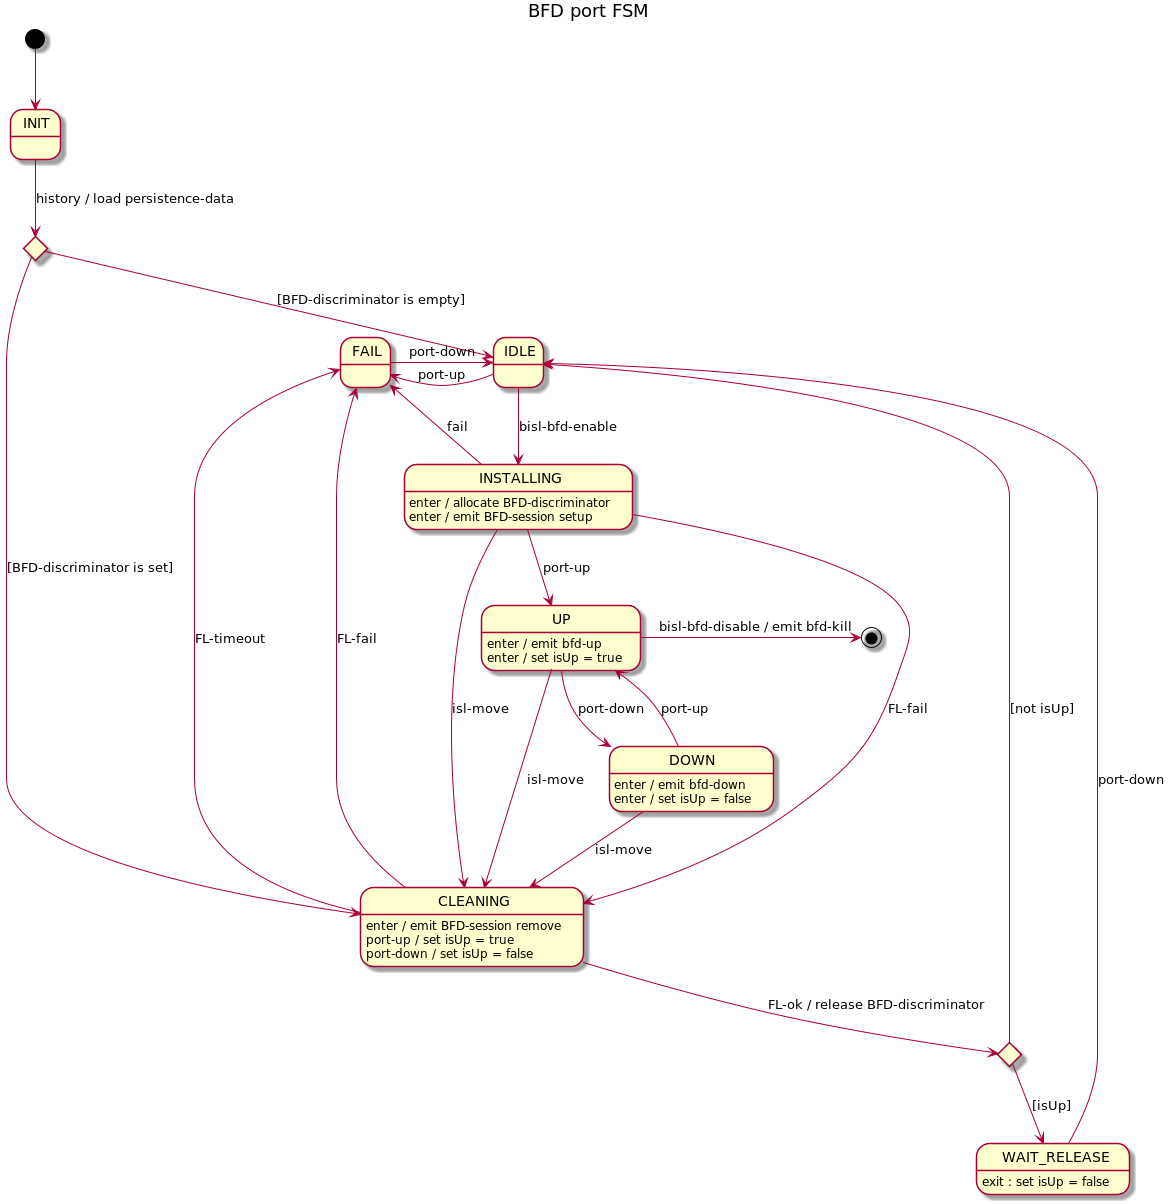 BFD port FSM
INIT
history / load persistence-data
[BFD-discriminator is empty]
FAIL
port-down
IDLE
port-up
fail
bisl-bfd-enable
INSTALLING
enter / allocate BFD-discriminator
enter / emit BFD-session setup
[BFD-discriminator is set]
port-up
UP
enter / emit bfd-up
enter / set isUp = true
bisl-bfd-disable / emit bfd-kill
FL-timeout
FL-fail
isl-move
port-down
port-up
FL-fail
[not isUp]
DOWN
enter / emit bfd-down
enter / set isUp = false
isl-move
port-down
isl-move
CLEANING
enter / emit BFD-session remove
port-up / set isUp = true
port-down / set isUp = false
FL-ok / release BFD-discriminator
[isUp]
WAIT_RELEASE
exit : set isUp = false